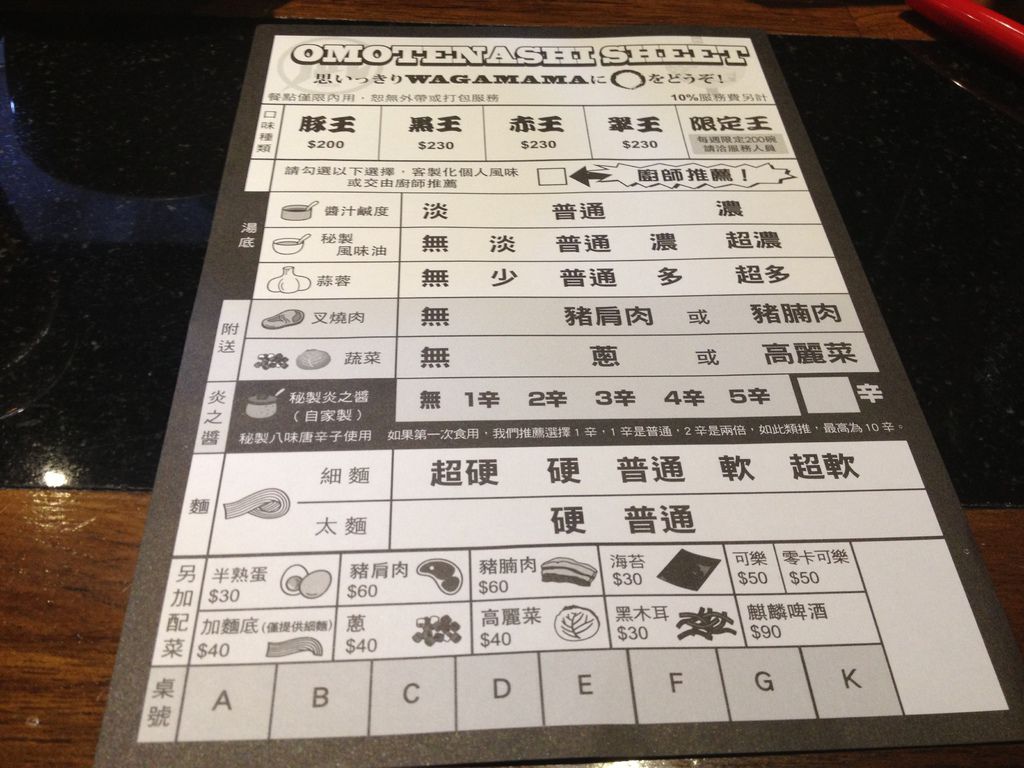 OMOTENASHI SHEET
思いっきりWAGAMAMAに をどうぞ!
餐點僅限內用,恕無外帶或打包服務 10%服務費另計
口味種類 豚王 $200 黑王 $230 赤王 $230 翠王 $230 限定王 每週限定200碗 請洽服務人員
請勾選以下選擇,客製化個人風味
或交由廚師推薦 廚師推薦!
湯底
醬汁鹹度 淡 普通 濃
秘製風味油 無 淡 普通 濃 超濃
蒜蓉 無 少 普通 多 超多
附送
叉燒肉 無 豬肩肉 或 豬腩肉
蔬菜 無 蔥 或 高麗菜
炎之醬
秘製炎之醬(自家製) 無 1辛 2辛 3辛 4辛 5辛 辛
秘製八味唐辛子使用 如果第一次食用,我們推薦選擇1辛,1辛是普通,2辛是兩倍,如此類推,最高為10辛。
麵
細麵 超硬 硬 普通 軟 超軟
太麵 硬 普通
另加配菜
半熟蛋 $30 豬肩肉 $60 豬腩肉 $60 海苔 $30 可樂 $50 零卡可樂 $50
加麵底(僅提供細麵) $40 蔥 $40 高麗菜 $40 黑木耳 $30 麒麟啤酒 $90
桌號 A B C D E F G K